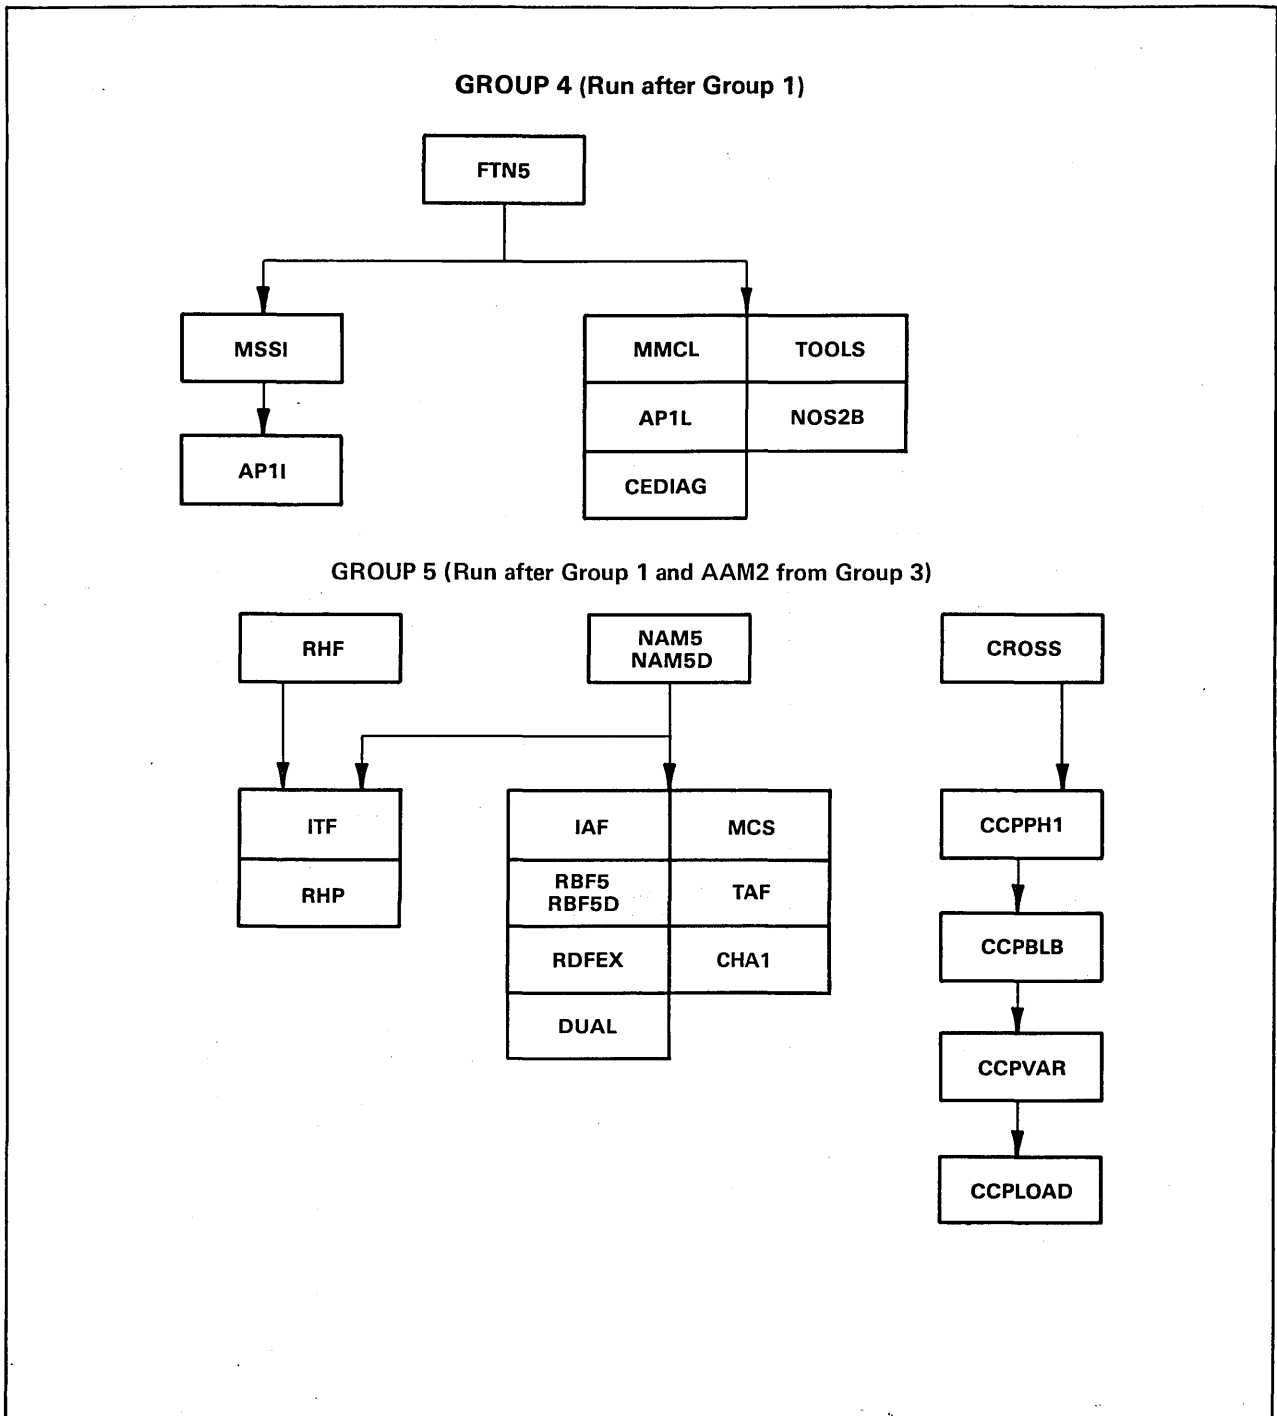 GROUP 4 (Run after Group 1)
FTN5
MSSI
MMCL
TOOLS
AP1L
NOS2B
AP1I
CEDIAG
GROUP 5 (Run after Group 1 and AAM2 from Group 3)
RHF
NAM5
NAM5D
CROSS
ITF
IAF
MCS
CCPPH1
RHP
RBF5
RBF5D
TAF
CCPBLB
RDFEX
CHA1
DUAL
CCPVAR
CCPLOAD